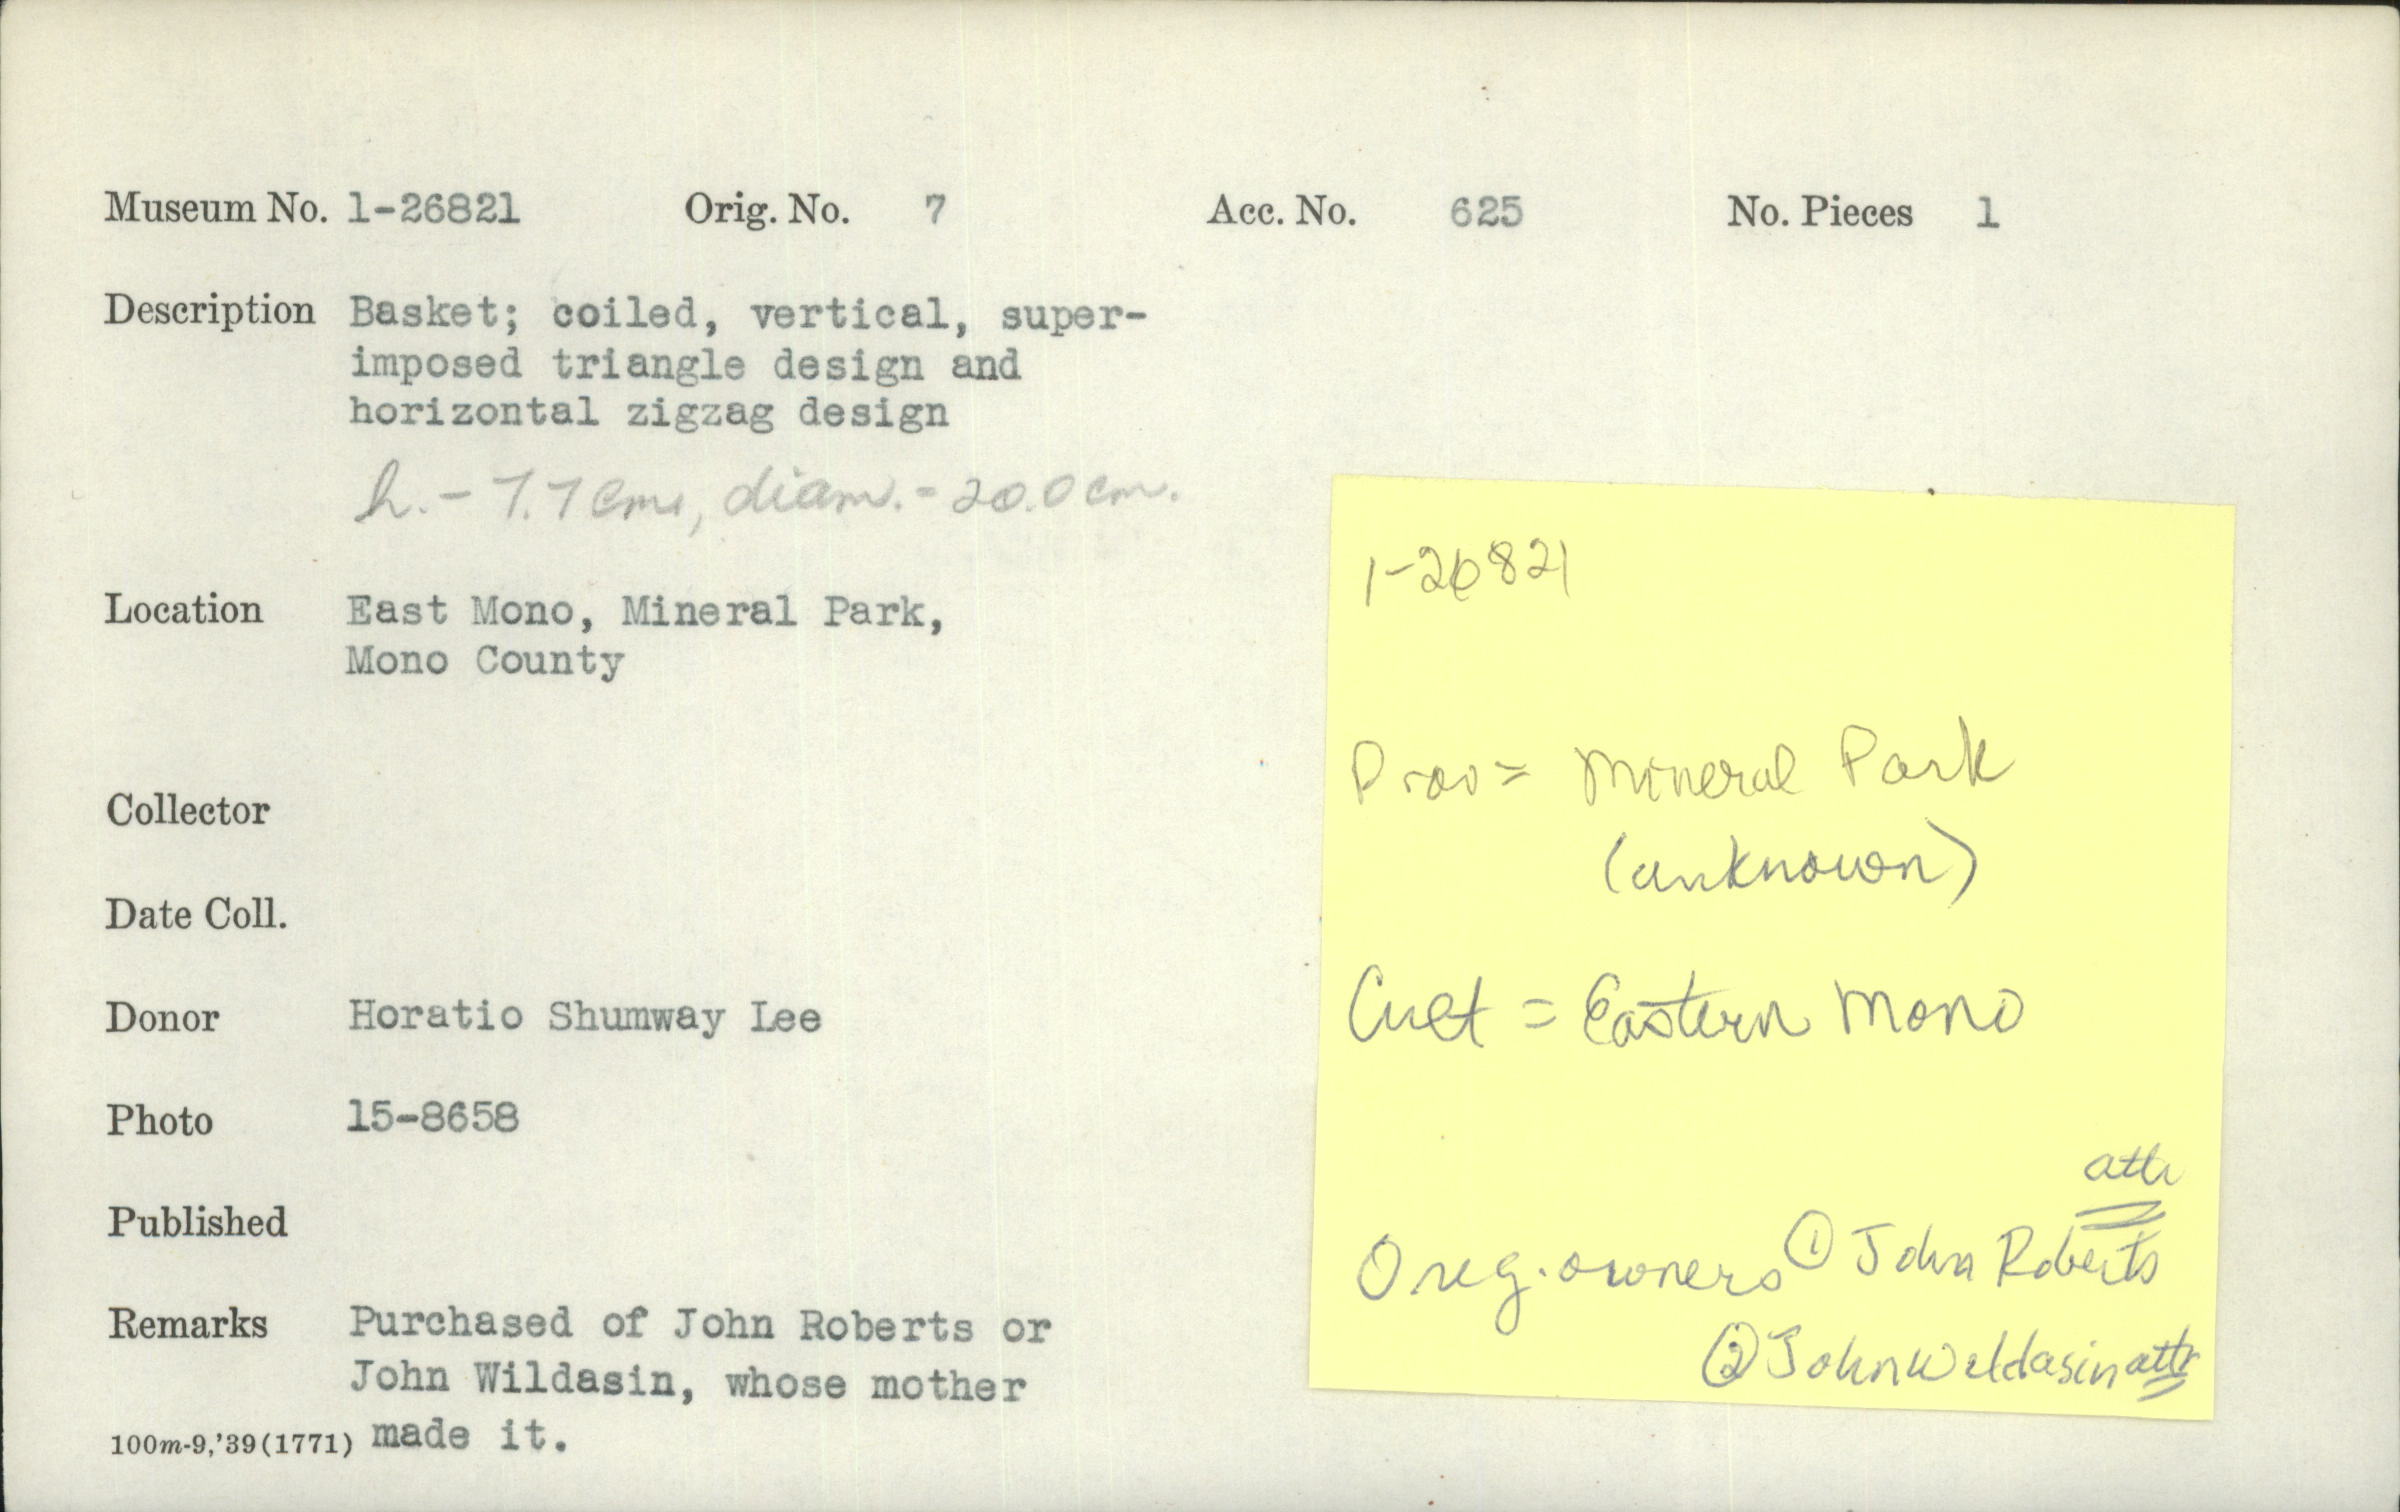 Museum No. 1-26821 Orig. No. 7 Acc. No. 625 No. Pieces 1
Description Basket; coiled, vertical, super-
imposed triangle design and
horizontal zigzag design
h. - 7.7 cm., diam. - 20.0 cm.
Location East Mono, Mineral Park,
Mono County
Collector
Date Coll.
Donor Horatio Shumway Lee
Photo 15-8658
Published
Remarks Purchased of John Roberts or
John Wildasin, whose mother
100m-9,'39(1771) made it.
1-26821
Prov = Mineral Park
(unknown)
Cult = Eastern Mono
attr
Orig. owners ① John Roberts
② John Wildasin attr